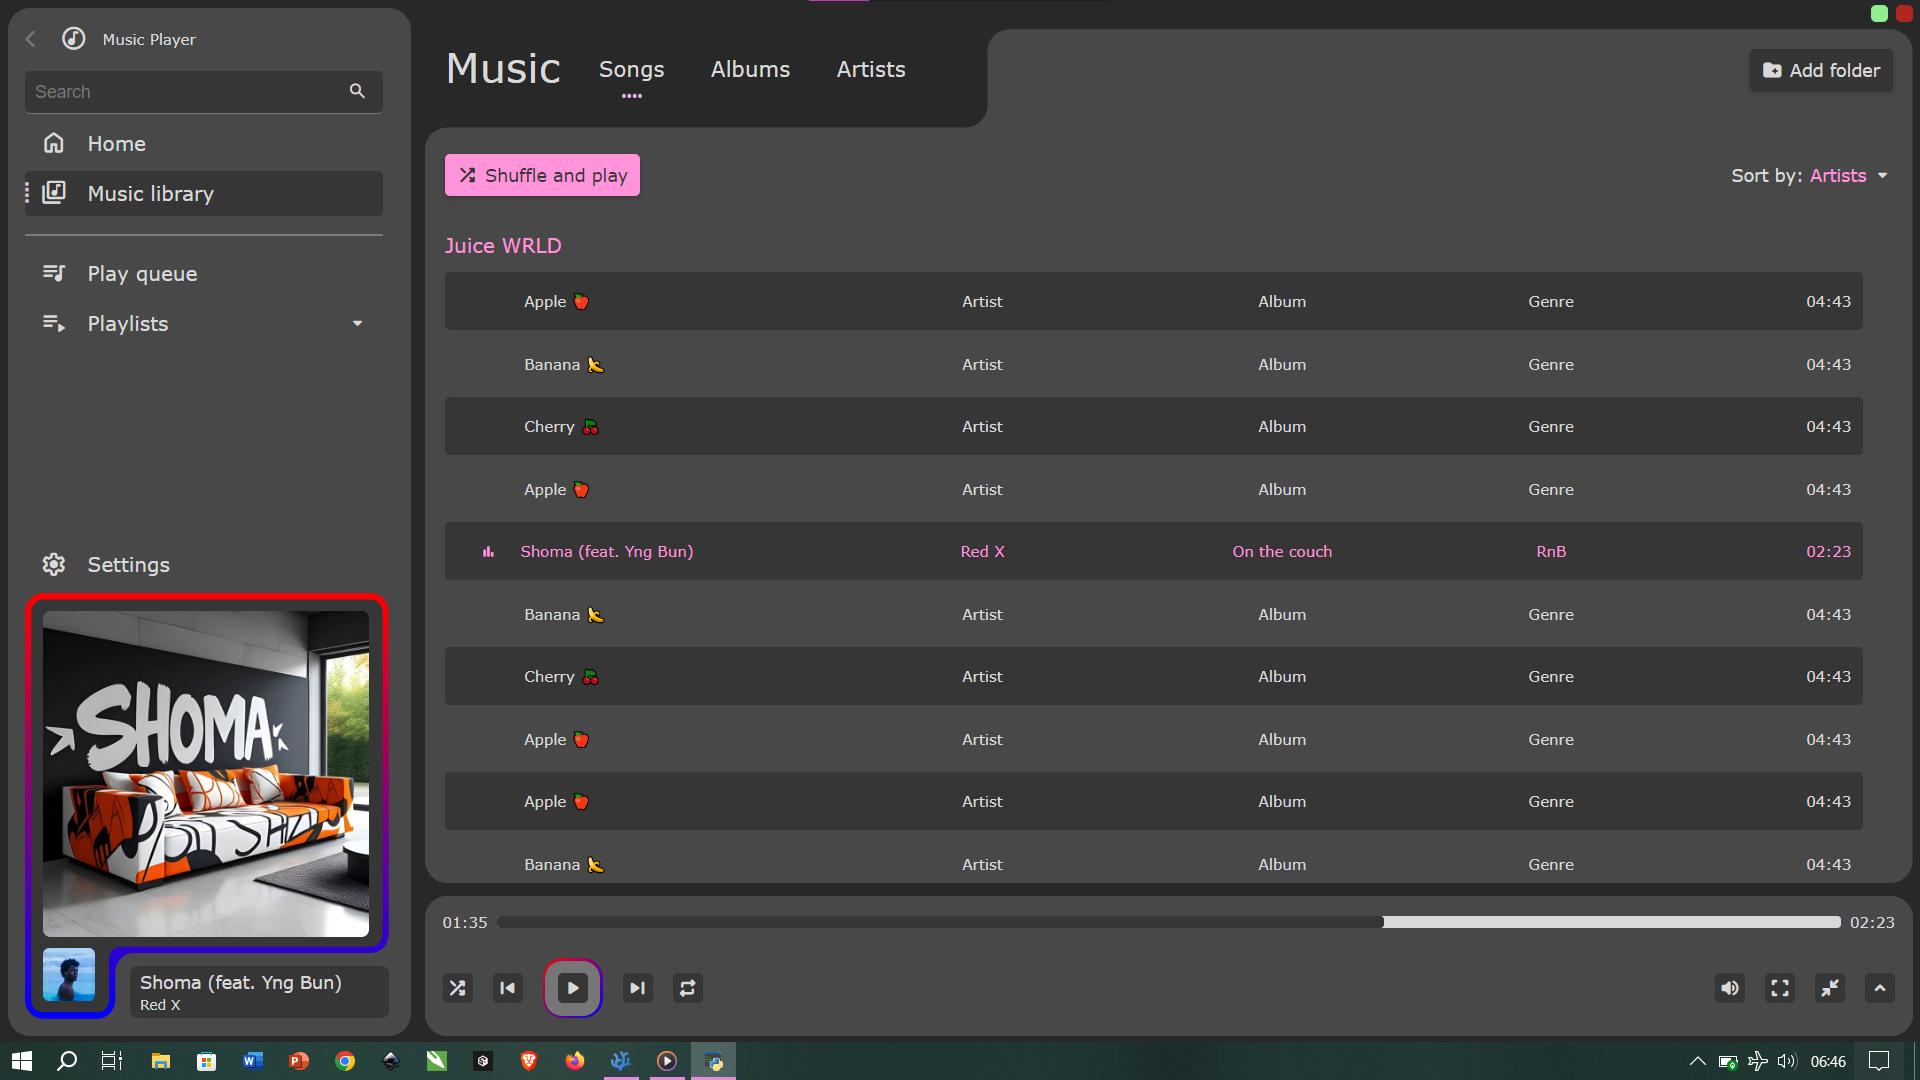 Music Player
Search
Home
Music library
Play queue
Playlists
Settings
SHOMA
Shoma (feat. Yng Bun)
Red X
Music Songs Albums Artists
Add folder
Shuffle and play
Sort by: Artists
Juice WRLD
Apple 🍎 Artist Album Genre 04:43
Banana 🍌 Artist Album Genre 04:43
Cherry 🍒 Artist Album Genre 04:43
Apple 🍎 Artist Album Genre 04:43
Shoma (feat. Yng Bun) Red X On the couch RnB 02:23
Banana 🍌 Artist Album Genre 04:43
Cherry 🍒 Artist Album Genre 04:43
Apple 🍎 Artist Album Genre 04:43
Apple 🍎 Artist Album Genre 04:43
Banana 🍌 Artist Album Genre 04:43
01:35 02:23
06:46